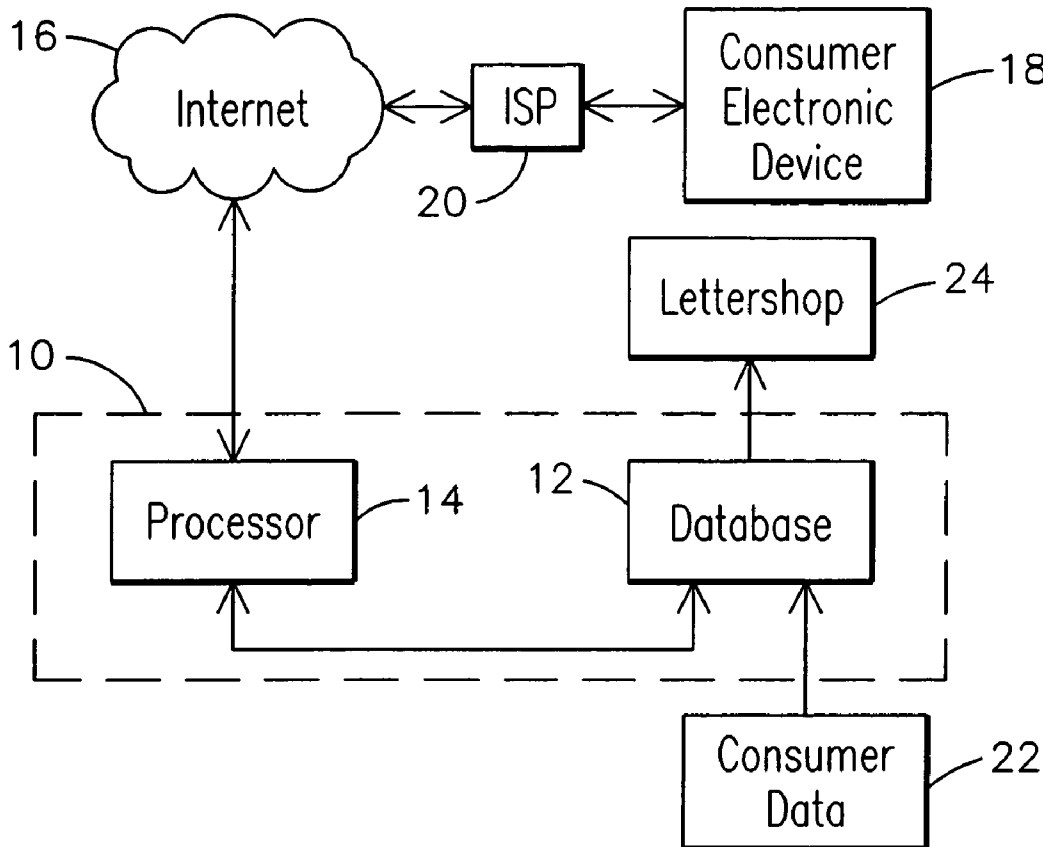 16
Internet
ISP
20
Consumer
Electronic
Device
18
Lettershop
24
10
Processor
14
12
Database
Consumer
Data
22